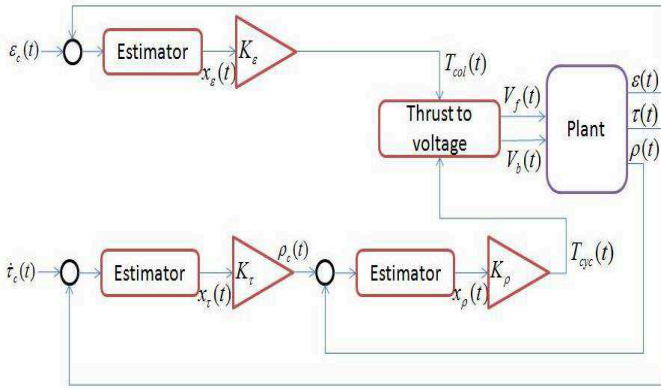 ε_c(t)
Estimator
x_ε(t)
K_ε
T_col(t)
Thrust to
voltage
V_f(t)
V_b(t)
Plant
ε(t)
τ(t)
ρ(t)
τ̇_c(t)
Estimator
x_τ(t)
K_τ
ρ_c(t)
Estimator
x_ρ(t)
K_ρ
T_cyc(t)